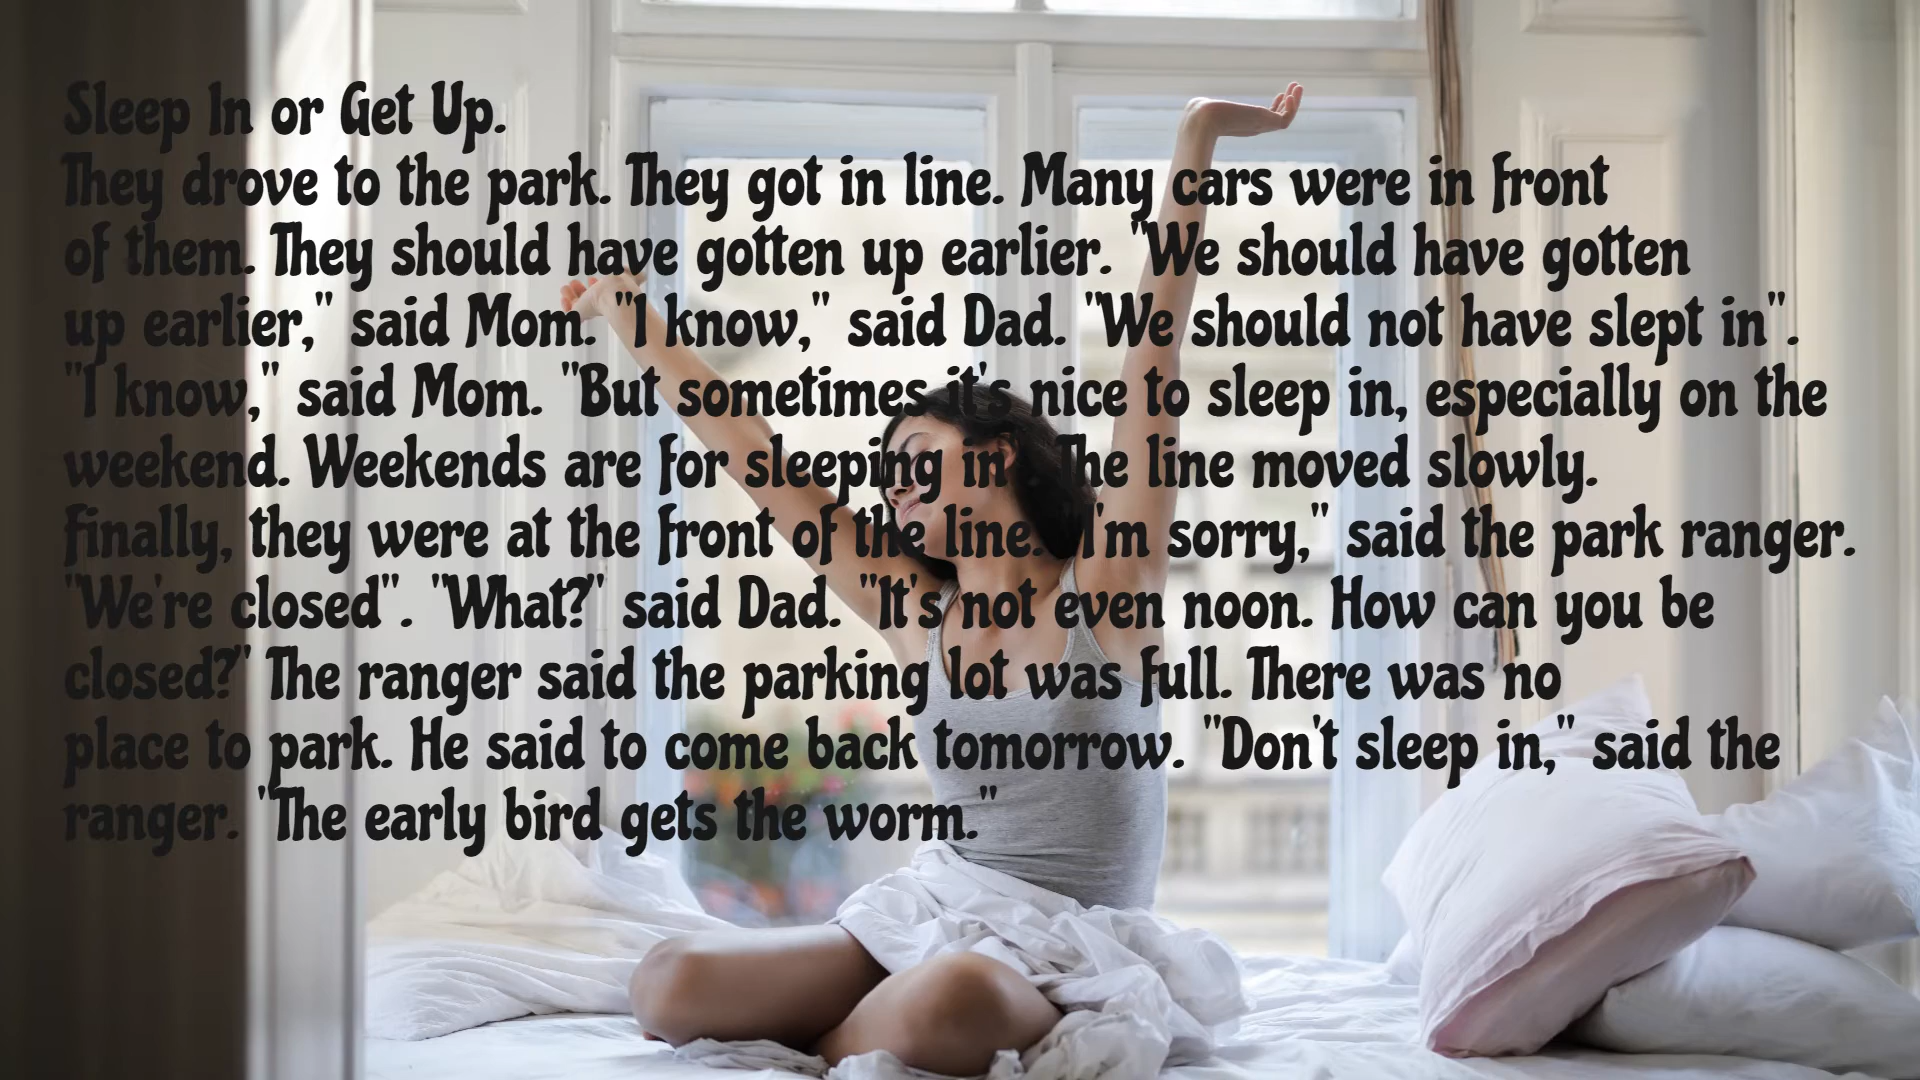 Sleep In or Get Up.
They drove to the park. They got in line. Many cars were in front
of them. They should have gotten up earlier. "We should have gotten
up earlier," said Mom. "I know," said Dad. "We should not have slept in".
"I know," said Mom. "But sometimes it's nice to sleep in, especially on the
weekend. Weekends are for sleeping in". The line moved slowly.
Finally, they were at the front of the line. "I'm sorry," said the park ranger.
"We're closed". "What?" said Dad. "It's not even noon. How can you be
closed?" The ranger said the parking lot was full. There was no
place to park. He said to come back tomorrow. "Don't sleep in," said the
ranger. "The early bird gets the worm."